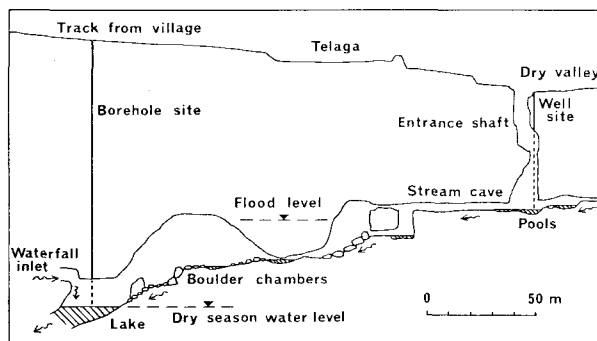 Track from village
Telaga
Dry valley
Borehole site
Well
site
Entrance shaft
Flood level
Stream cave
Waterfall
inlet
Pools
Boulder chambers
0 50 m
Lake
Dry season water level